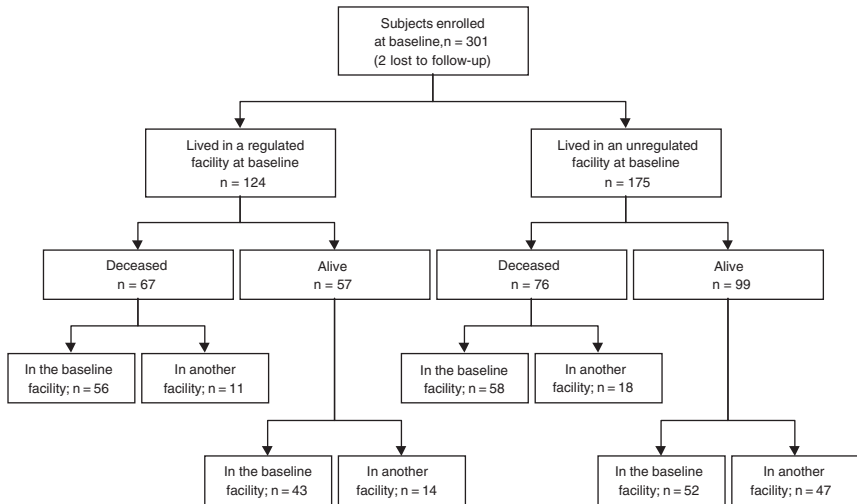 Subjects enrolled
at baseline,n = 301
(2 lost to follow-up)
Lived in a regulated
facility at baseline
n = 124
Lived in an unregulated
facility at baseline
n = 175
Deceased
n = 67
Alive
n = 57
Deceased
n = 76
Alive
n = 99
In the baseline
facility; n = 56
In another
facility; n = 11
In the baseline
facility; n = 58
In another
facility; n = 18
In the baseline
facility; n = 43
In another
facility; n = 14
In the baseline
facility; n = 52
In another
facility; n = 47